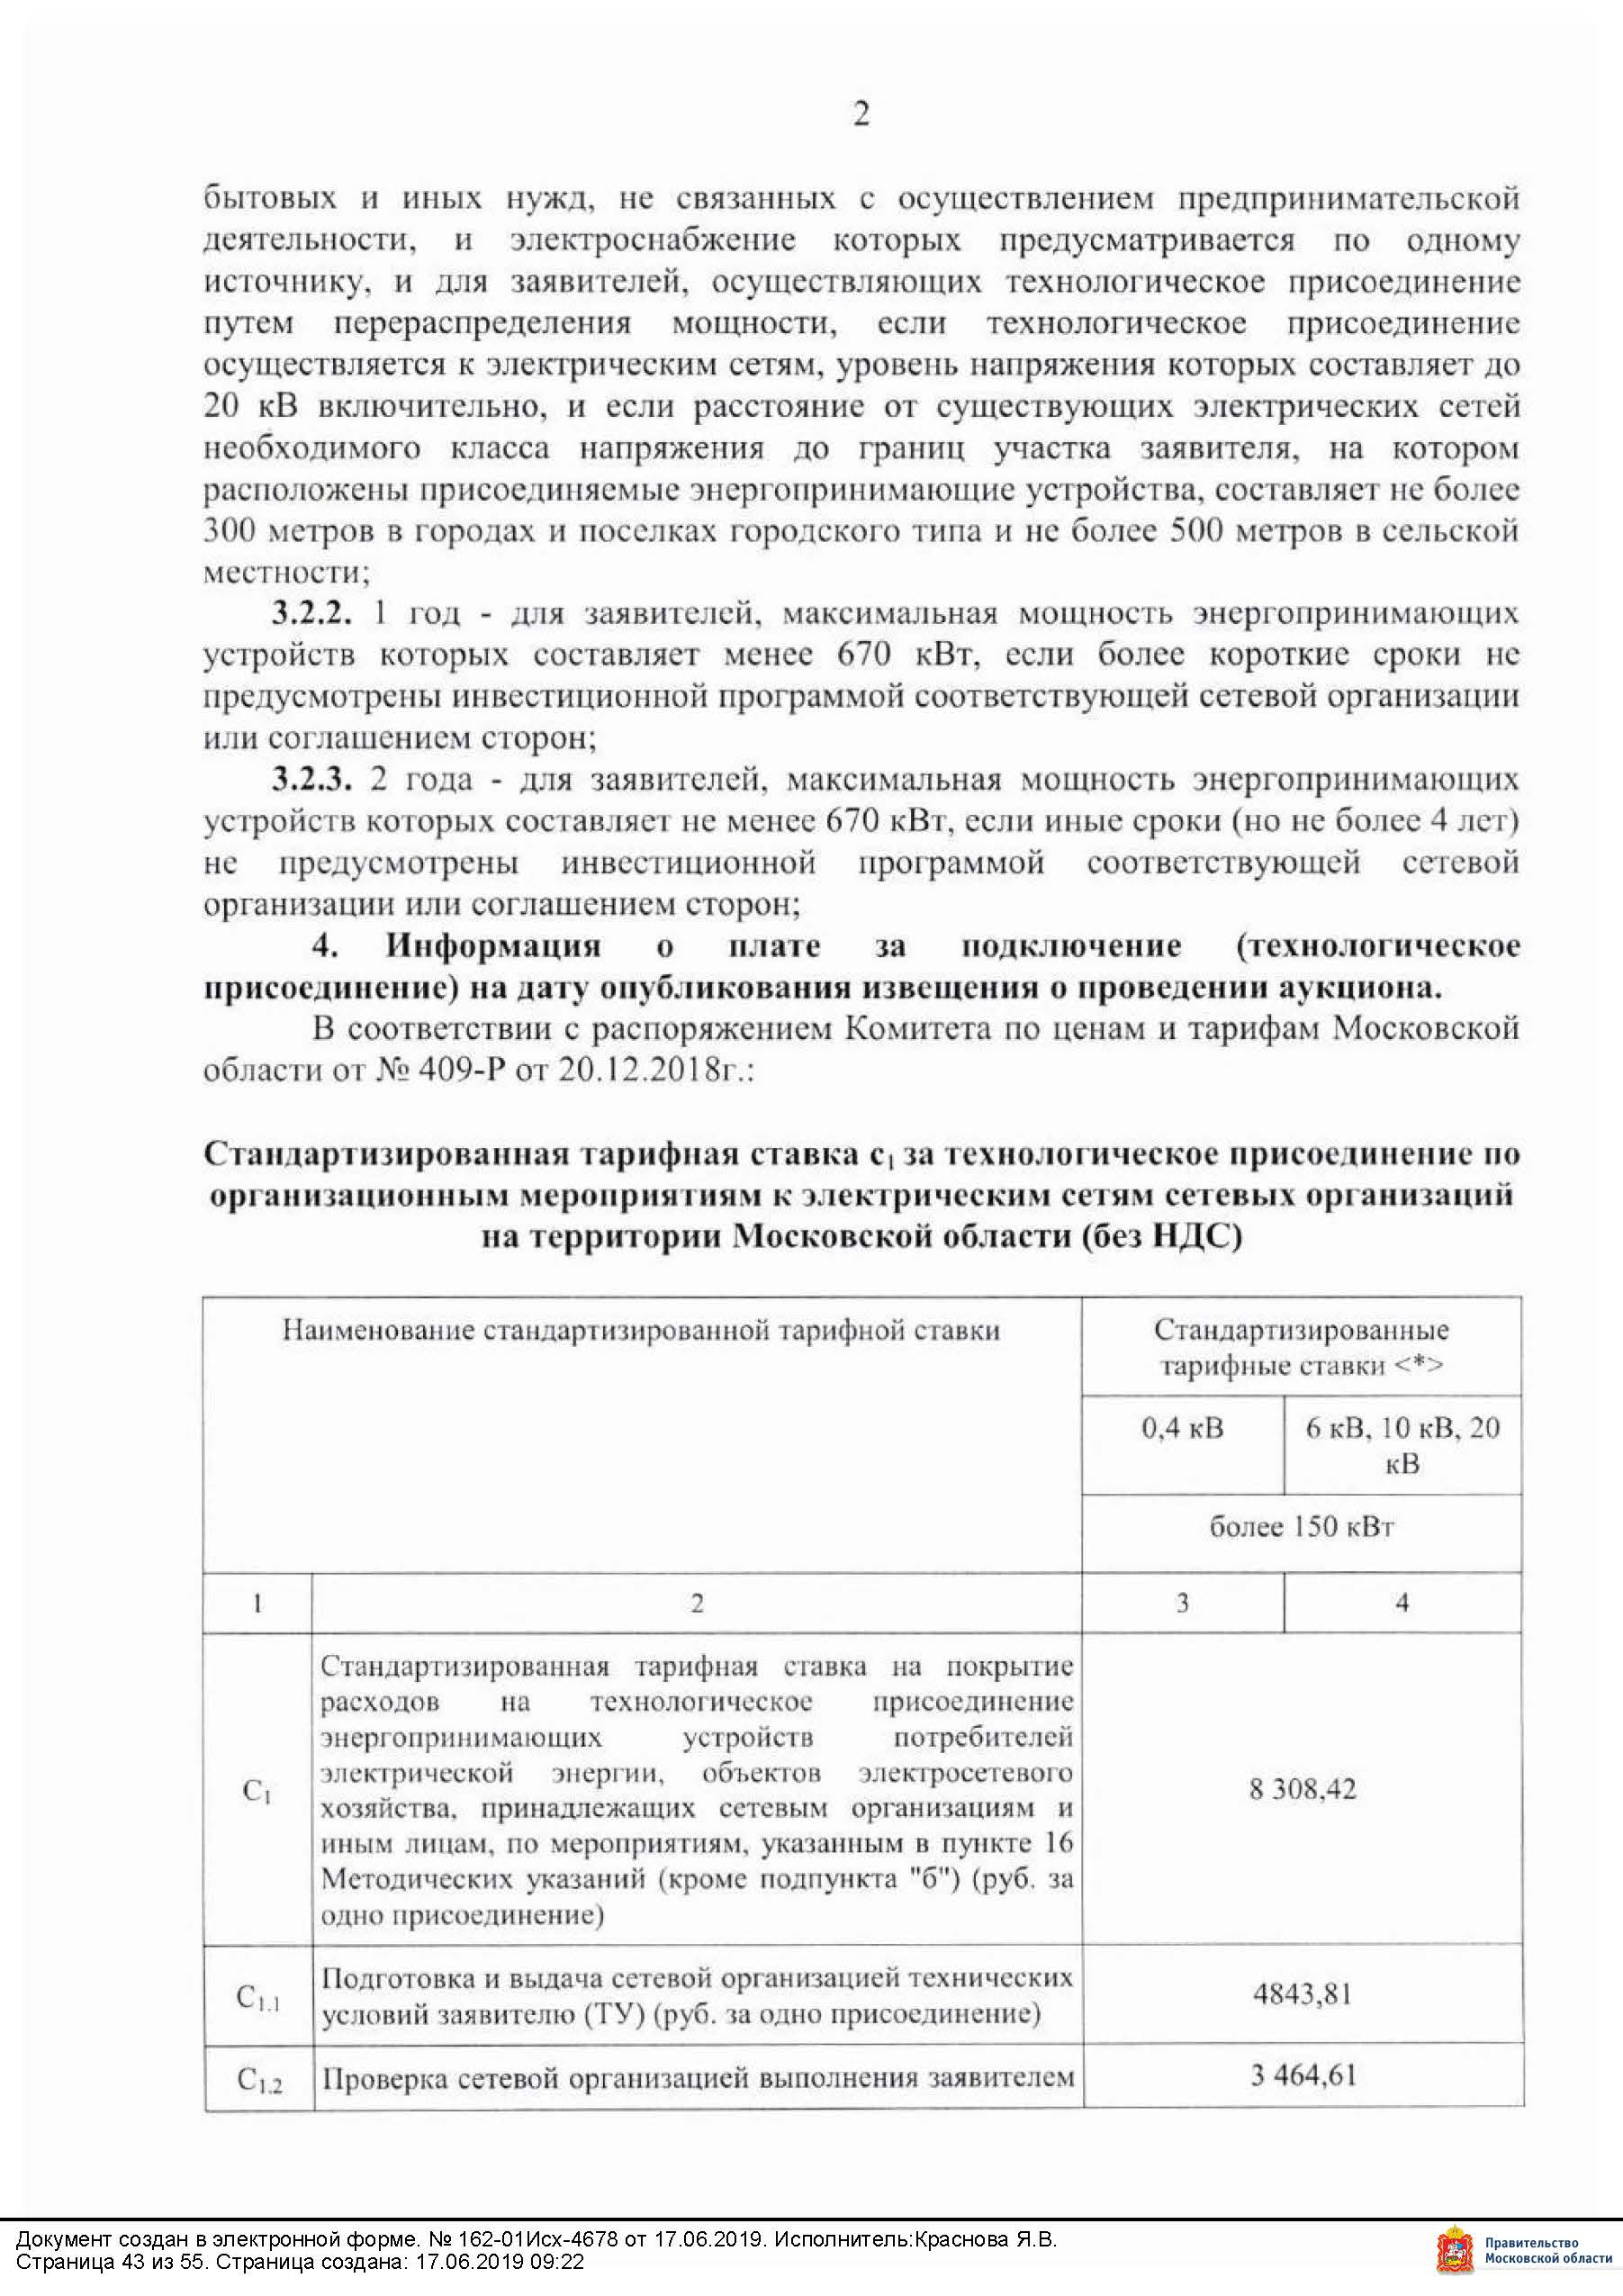 2
бытовых и иных нужд, не связанных с осуществлением предпринимательской
деятельности, и электроснабжение которых предусматривается по одному
источнику, и для заявителей, осуществляющих технологическое присоединение
путем перераспределения мощности, если технологическое присоединение
осуществляется к электрическим сетям, уровень напряжения которых составляет до
20 кВ включительно, и если расстояние от существующих электрических сетей
необходимого класса напряжения до границ участка заявителя, на котором
расположены присоединяемые энергопринимающие устройства, составляет не более
300 метров в городах и поселках городского типа и не более 500 метров в сельской
местности;
3.2.2. 1 год - для заявителей, максимальная мощность энергопринимающих
устройств которых составляет менее 670 кВт, если более короткие сроки не
предусмотрены инвестиционной программой соответствующей сетевой организации
или соглашением сторон;
3.2.3. 2 года - для заявителей, максимальная мощность энергопринимающих
устройств которых составляет не менее 670 кВт, если иные сроки (но не более 4 лет)
не предусмотрены инвестиционной программой соответствующей сетевой
организации или соглашением сторон;
4. Информация о плате за подключение (технологическое
присоединение) на дату опубликования извещения о проведении аукциона.
В соответствии с распоряжением Комитета по ценам и тарифам Московской
области от № 409-Р от 20.12.2018г.:
Стандартизированная тарифная ставка с₁ за технологическое присоединение по
организационным мероприятиям к электрическим сетям сетевых организаций
на территории Московской области (без НДС)
Наименование стандартизированной тарифной ставки
Стандартизированные
тарифные ставки <*>
0,4 кВ
6 кВ, 10 кВ, 20
кВ
более 150 кВт
1 2 3 4
С₁
Стандартизированная тарифная ставка на покрытие
расходов на технологическое присоединение
энергопринимающих устройств потребителей
электрической энергии, объектов электросетевого
хозяйства, принадлежащих сетевым организациям и
иным лицам, по мероприятиям, указанным в пункте 16
Методических указаний (кроме подпункта "б") (руб. за
одно присоединение)
8 308,42
С₁.₁
Подготовка и выдача сетевой организацией технических
условий заявителю (ТУ) (руб. за одно присоединение)
4843,81
С₁.₂
Проверка сетевой организацией выполнения заявителем
3 464,61
Документ создан в электронной форме. № 162-01Исх-4678 от 17.06.2019. Исполнитель:Краснова Я.В.
Страница 43 из 55. Страница создана: 17.06.2019 09:22
Правительство
Московской области